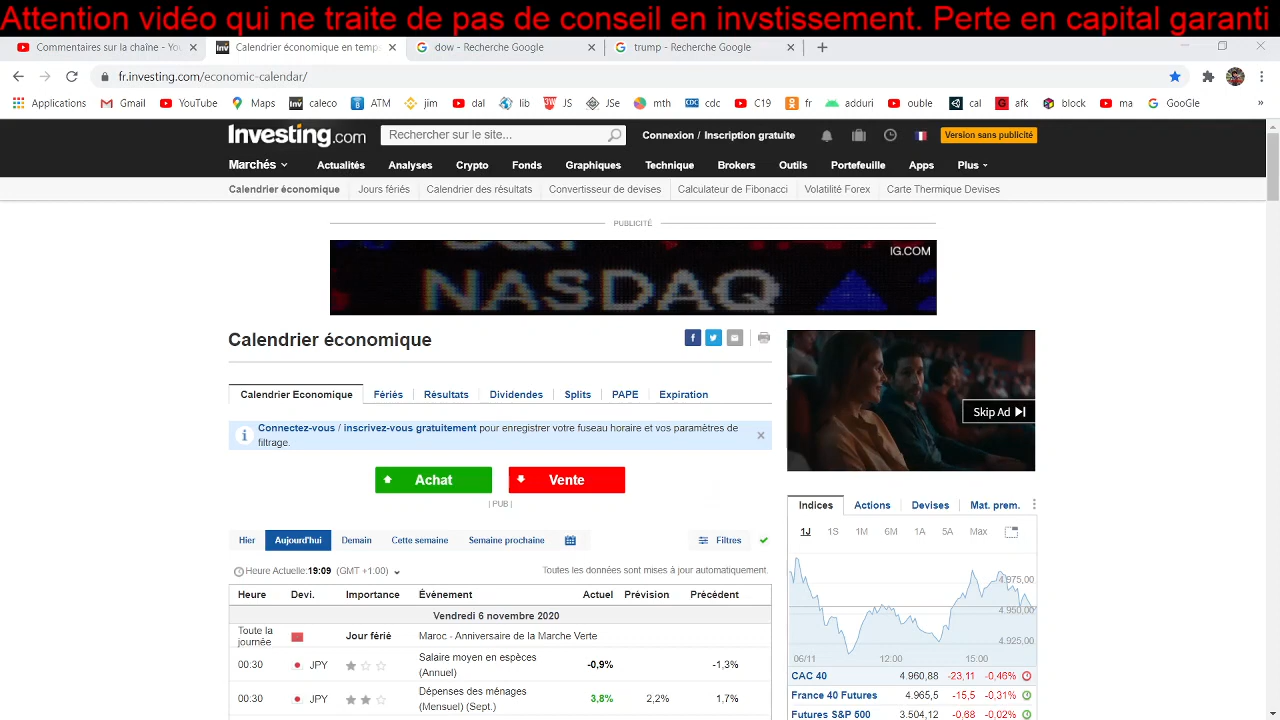 Attention vidéo qui ne traite de pas de conseil en invstissement. Perte en capital garanti
Commentaires sur la chaîne - You
Calendrier économique en temp
dow - Recherche Google
trump - Recherche Google
fr.investing.com/economic-calendar/
Applications Gmail YouTube Maps caleco ATM jim dal lib JS JSe mth cdc C19 fr adduri ouble cal afk block ma GooGle »
Investing.com
Rechercher sur le site...
Connexion / Inscription gratuite
Version sans publicité
Marchés Actualités Analyses Crypto Fonds Graphiques Technique Brokers Outils Portefeuille Apps Plus
Calendrier économique Jours fériés Calendrier des résultats Convertisseur de devises Calculateur de Fibonacci Volatilité Forex Carte Thermique Devises
PUBLICITÉ
IG.COM
NASDAQ
Calendrier économique
Skip Ad
Calendrier Economique Fériés Résultats Dividendes Splits PAPE Expiration
Connectez-vous / inscrivez-vous gratuitement pour enregistrer votre fuseau horaire et vos paramètres de
filtrage.
Achat Vente
| PUB |
Hier Aujourd'hui Demain Cette semaine Semaine prochaine Filtres
Heure Actuelle:19:09 (GMT +1:00)
Toutes les données sont mises à jour automatiquement.
Heure Devi. Importance Événement Actuel Prévision Précédent
Vendredi 6 novembre 2020
Toute la
journée
Jour férié Maroc - Anniversaire de la Marche Verte
00:30 JPY Salaire moyen en espèces
(Annuel)
-0,9% -1,3%
00:30 JPY Dépenses des ménages
(Mensuel) (Sept.)
3,8% 2,2% 1,7%
Indices Actions Devises Mat. prem.
1J 1S 1M 6M 1A 5A Max
4.975,00
4.950,00
4.925,00
06/11 12:00 15:00
CAC 40 4.960,88 -23,11 -0,46%
France 40 Futures 4.965,5 -15,5 -0,31%
Futures S&P 500 3.504,12 -0,68 -0,02%